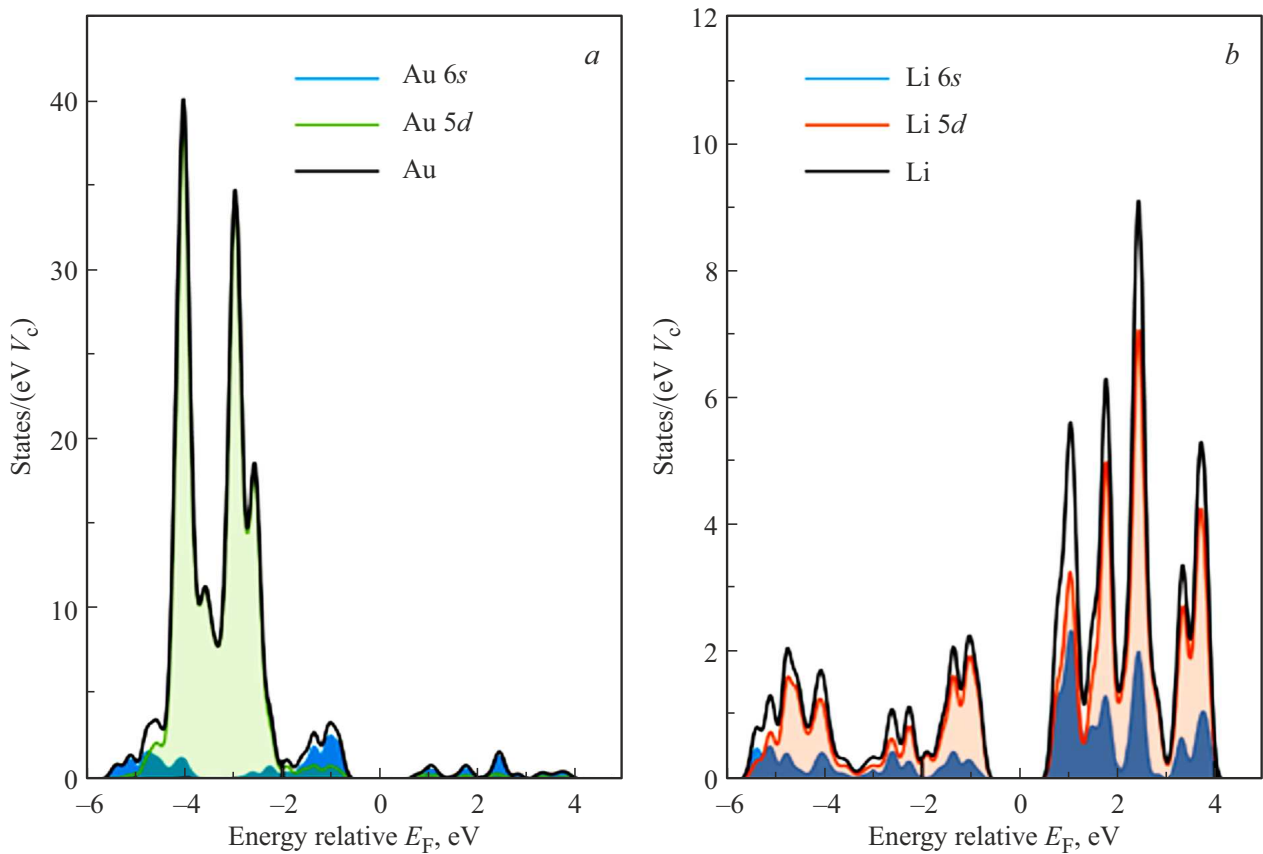 a
Au 6s
Au 5d
Au
40
30
20
10
0
States/(eV Vc)
–6
–4
–2
0
2
4
Energy relative EF, eV
b
Li 6s
Li 5d
Li
12
10
8
6
4
2
0
States/(eV Vc)
–6
–4
–2
0
2
4
Energy relative EF, eV